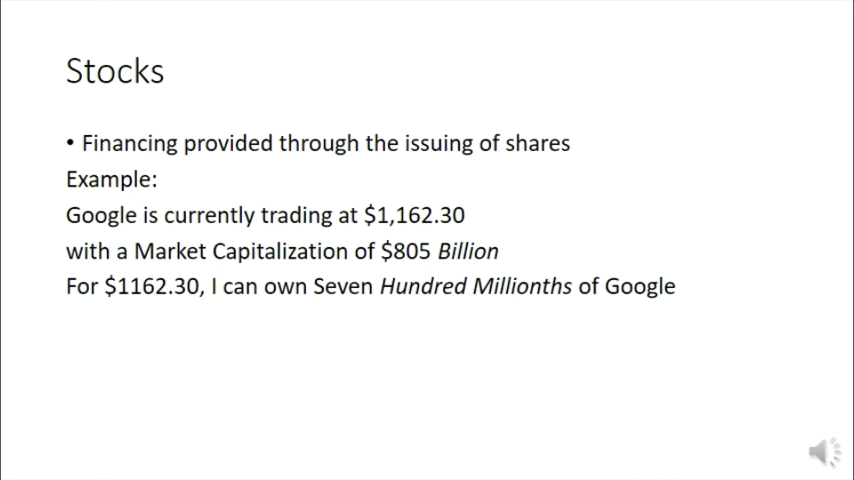 Stocks
• Financing provided through the issuing of shares
Example:
Google is currently trading at $1,162.30
with a Market Capitalization of $805 Billion
For $1162.30, I can own Seven Hundred Millionths of Google